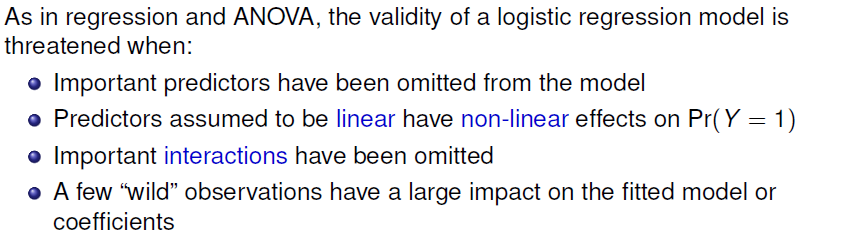 As in regression and ANOVA, the validity of a logistic regression model is
threatened when:
Important predictors have been omitted from the model
Predictors assumed to be linear have non-linear effects on Pr(Y = 1)
Important interactions have been omitted
A few “wild” observations have a large impact on the fitted model or
coefficients